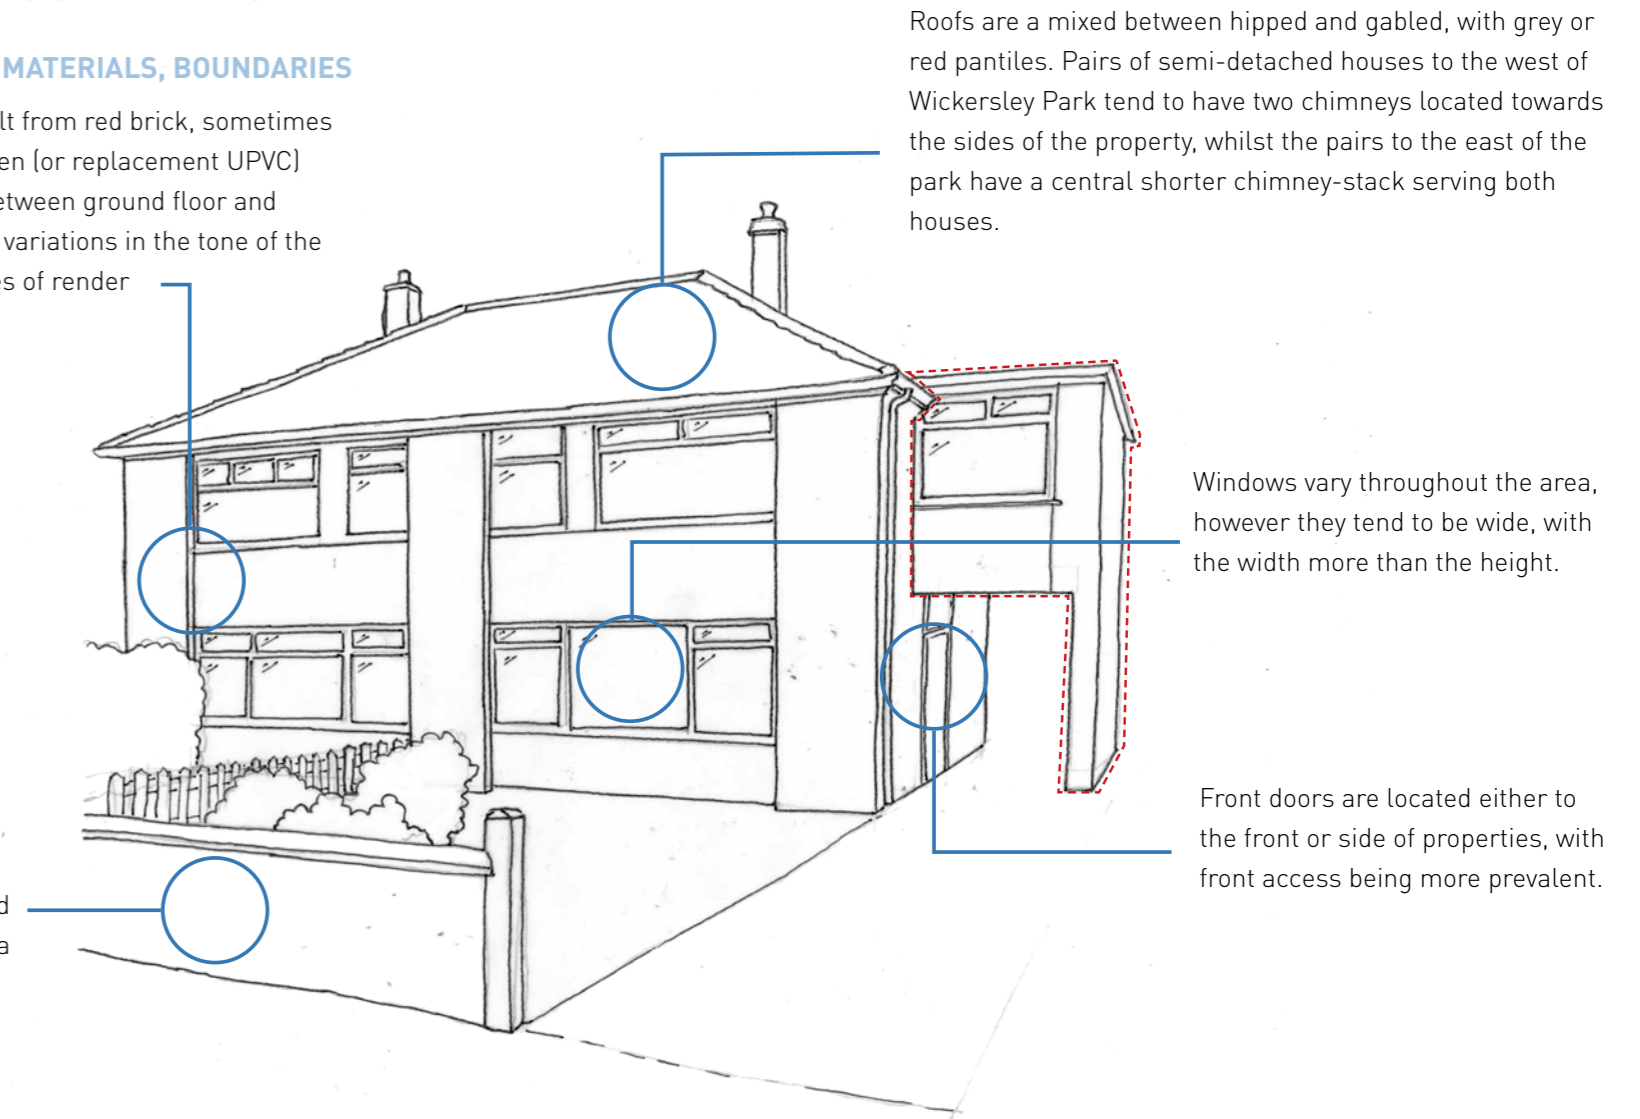 MATERIALS, BOUNDARIES
lt from red brick, sometimes
en (or replacement UPVC)
etween ground floor and
variations in the tone of the
es of render
d
a
Roofs are a mixed between hipped and gabled, with grey or
red pantiles. Pairs of semi-detached houses to the west of
Wickersley Park tend to have two chimneys located towards
the sides of the property, whilst the pairs to the east of the
park have a central shorter chimney-stack serving both
houses.
Windows vary throughout the area,
however they tend to be wide, with
the width more than the height.
Front doors are located either to
the front or side of properties, with
front access being more prevalent.